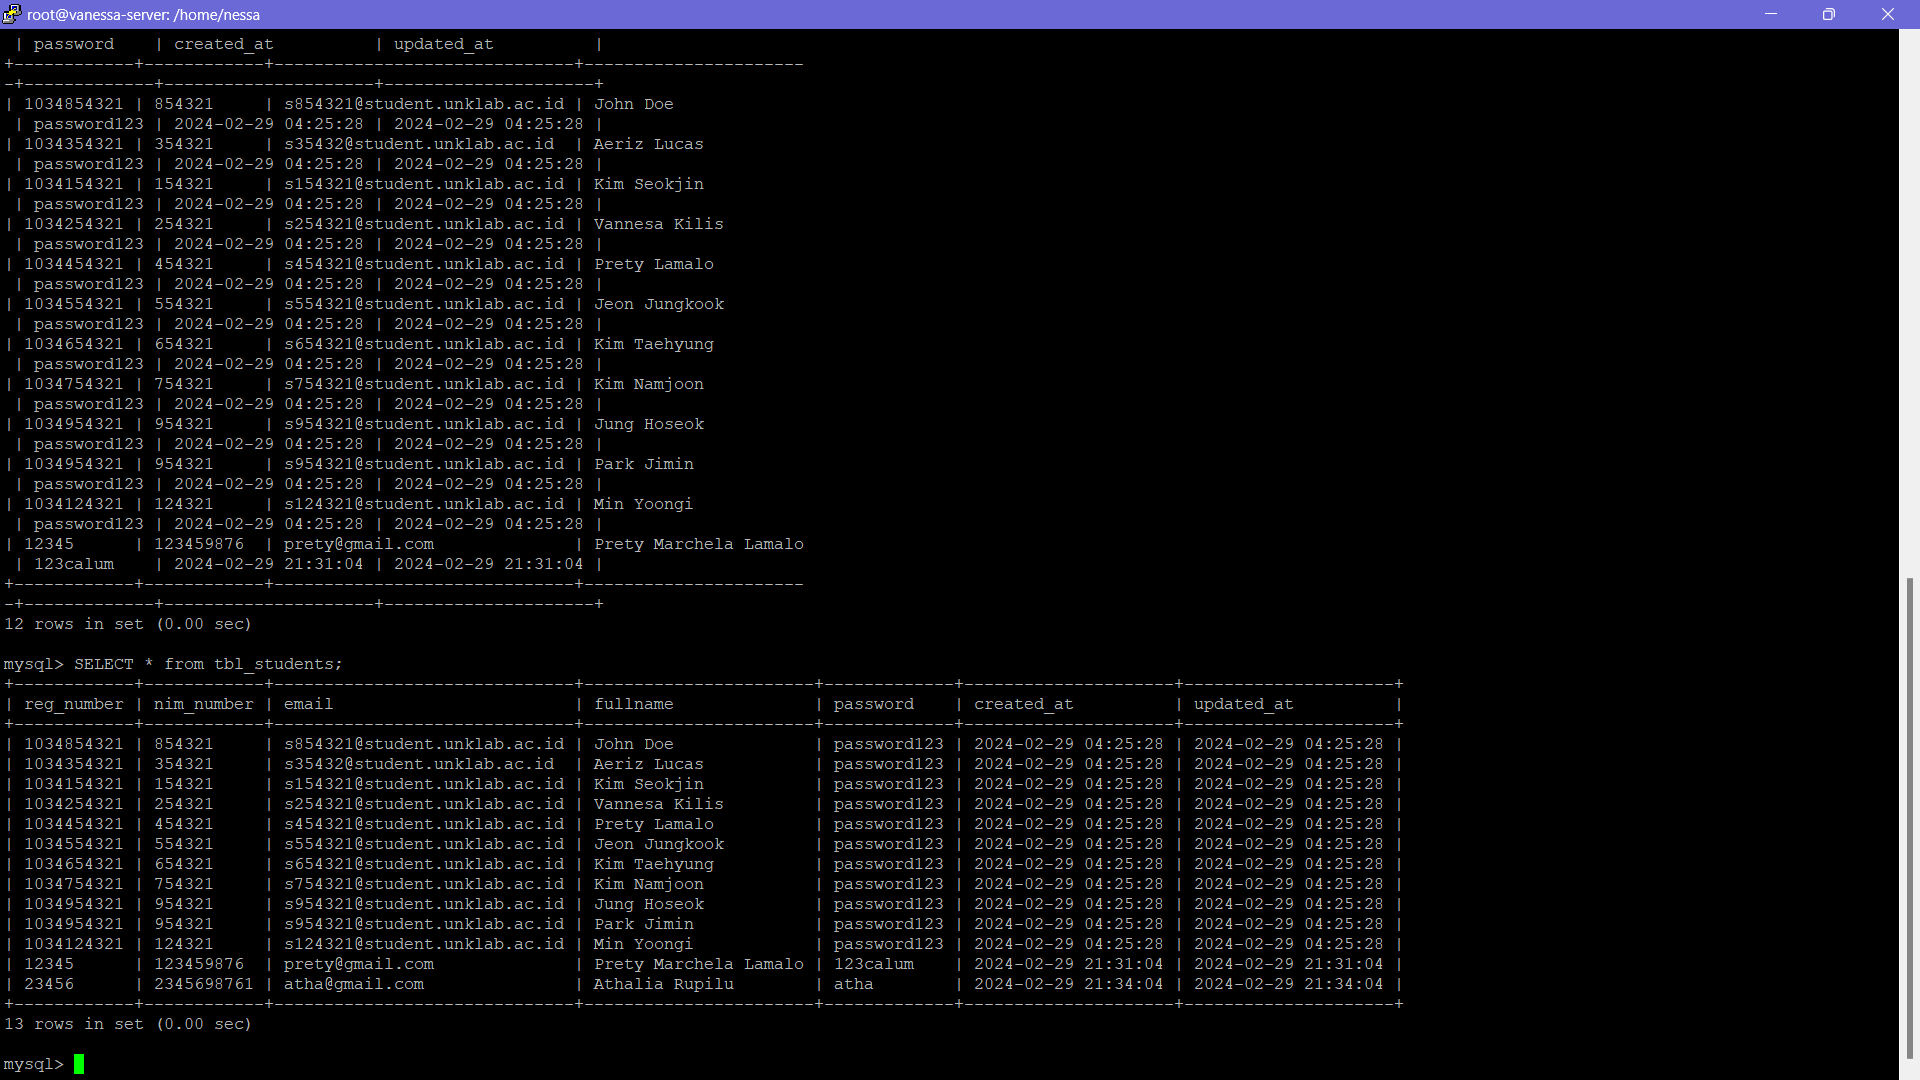 root@vanessa-server: /home/nessa
 | password    | created_at          | updated_at          |
+------------+------------+------------------------------+----------------------
-+-------------+---------------------+---------------------+
| 1034854321 | 854321     | s854321@student.unklab.ac.id | John Doe
 | password123 | 2024-02-29 04:25:28 | 2024-02-29 04:25:28 |
| 1034354321 | 354321     | s35432@student.unklab.ac.id  | Aeriz Lucas
 | password123 | 2024-02-29 04:25:28 | 2024-02-29 04:25:28 |
| 1034154321 | 154321     | s154321@student.unklab.ac.id | Kim Seokjin
 | password123 | 2024-02-29 04:25:28 | 2024-02-29 04:25:28 |
| 1034254321 | 254321     | s254321@student.unklab.ac.id | Vannesa Kilis
 | password123 | 2024-02-29 04:25:28 | 2024-02-29 04:25:28 |
| 1034454321 | 454321     | s454321@student.unklab.ac.id | Prety Lamalo
 | password123 | 2024-02-29 04:25:28 | 2024-02-29 04:25:28 |
| 1034554321 | 554321     | s554321@student.unklab.ac.id | Jeon Jungkook
 | password123 | 2024-02-29 04:25:28 | 2024-02-29 04:25:28 |
| 1034654321 | 654321     | s654321@student.unklab.ac.id | Kim Taehyung
 | password123 | 2024-02-29 04:25:28 | 2024-02-29 04:25:28 |
| 1034754321 | 754321     | s754321@student.unklab.ac.id | Kim Namjoon
 | password123 | 2024-02-29 04:25:28 | 2024-02-29 04:25:28 |
| 1034954321 | 954321     | s954321@student.unklab.ac.id | Jung Hoseok
 | password123 | 2024-02-29 04:25:28 | 2024-02-29 04:25:28 |
| 1034954321 | 954321     | s954321@student.unklab.ac.id | Park Jimin
 | password123 | 2024-02-29 04:25:28 | 2024-02-29 04:25:28 |
| 1034124321 | 124321     | s124321@student.unklab.ac.id | Min Yoongi
 | password123 | 2024-02-29 04:25:28 | 2024-02-29 04:25:28 |
| 12345      | 123459876  | prety@gmail.com              | Prety Marchela Lamalo
 | 123calum    | 2024-02-29 21:31:04 | 2024-02-29 21:31:04 |
+------------+------------+------------------------------+----------------------
-+-------------+---------------------+---------------------+
12 rows in set (0.00 sec)
mysql> SELECT * from tbl_students;
+------------+------------+------------------------------+-----------------------+-------------+---------------------+---------------------+
| reg_number | nim_number | email                        | fullname              | password    | created_at          | updated_at          |
+------------+------------+------------------------------+-----------------------+-------------+---------------------+---------------------+
| 1034854321 | 854321     | s854321@student.unklab.ac.id | John Doe              | password123 | 2024-02-29 04:25:28 | 2024-02-29 04:25:28 |
| 1034354321 | 354321     | s35432@student.unklab.ac.id  | Aeriz Lucas           | password123 | 2024-02-29 04:25:28 | 2024-02-29 04:25:28 |
| 1034154321 | 154321     | s154321@student.unklab.ac.id | Kim Seokjin           | password123 | 2024-02-29 04:25:28 | 2024-02-29 04:25:28 |
| 1034254321 | 254321     | s254321@student.unklab.ac.id | Vannesa Kilis         | password123 | 2024-02-29 04:25:28 | 2024-02-29 04:25:28 |
| 1034454321 | 454321     | s454321@student.unklab.ac.id | Prety Lamalo          | password123 | 2024-02-29 04:25:28 | 2024-02-29 04:25:28 |
| 1034554321 | 554321     | s554321@student.unklab.ac.id | Jeon Jungkook         | password123 | 2024-02-29 04:25:28 | 2024-02-29 04:25:28 |
| 1034654321 | 654321     | s654321@student.unklab.ac.id | Kim Taehyung          | password123 | 2024-02-29 04:25:28 | 2024-02-29 04:25:28 |
| 1034754321 | 754321     | s754321@student.unklab.ac.id | Kim Namjoon           | password123 | 2024-02-29 04:25:28 | 2024-02-29 04:25:28 |
| 1034954321 | 954321     | s954321@student.unklab.ac.id | Jung Hoseok           | password123 | 2024-02-29 04:25:28 | 2024-02-29 04:25:28 |
| 1034954321 | 954321     | s954321@student.unklab.ac.id | Park Jimin            | password123 | 2024-02-29 04:25:28 | 2024-02-29 04:25:28 |
| 1034124321 | 124321     | s124321@student.unklab.ac.id | Min Yoongi            | password123 | 2024-02-29 04:25:28 | 2024-02-29 04:25:28 |
| 12345      | 123459876  | prety@gmail.com              | Prety Marchela Lamalo | 123calum    | 2024-02-29 21:31:04 | 2024-02-29 21:31:04 |
| 23456      | 2345698761 | atha@gmail.com               | Athalia Rupilu        | atha        | 2024-02-29 21:34:04 | 2024-02-29 21:34:04 |
+------------+------------+------------------------------+-----------------------+-------------+---------------------+---------------------+
13 rows in set (0.00 sec)
mysql>